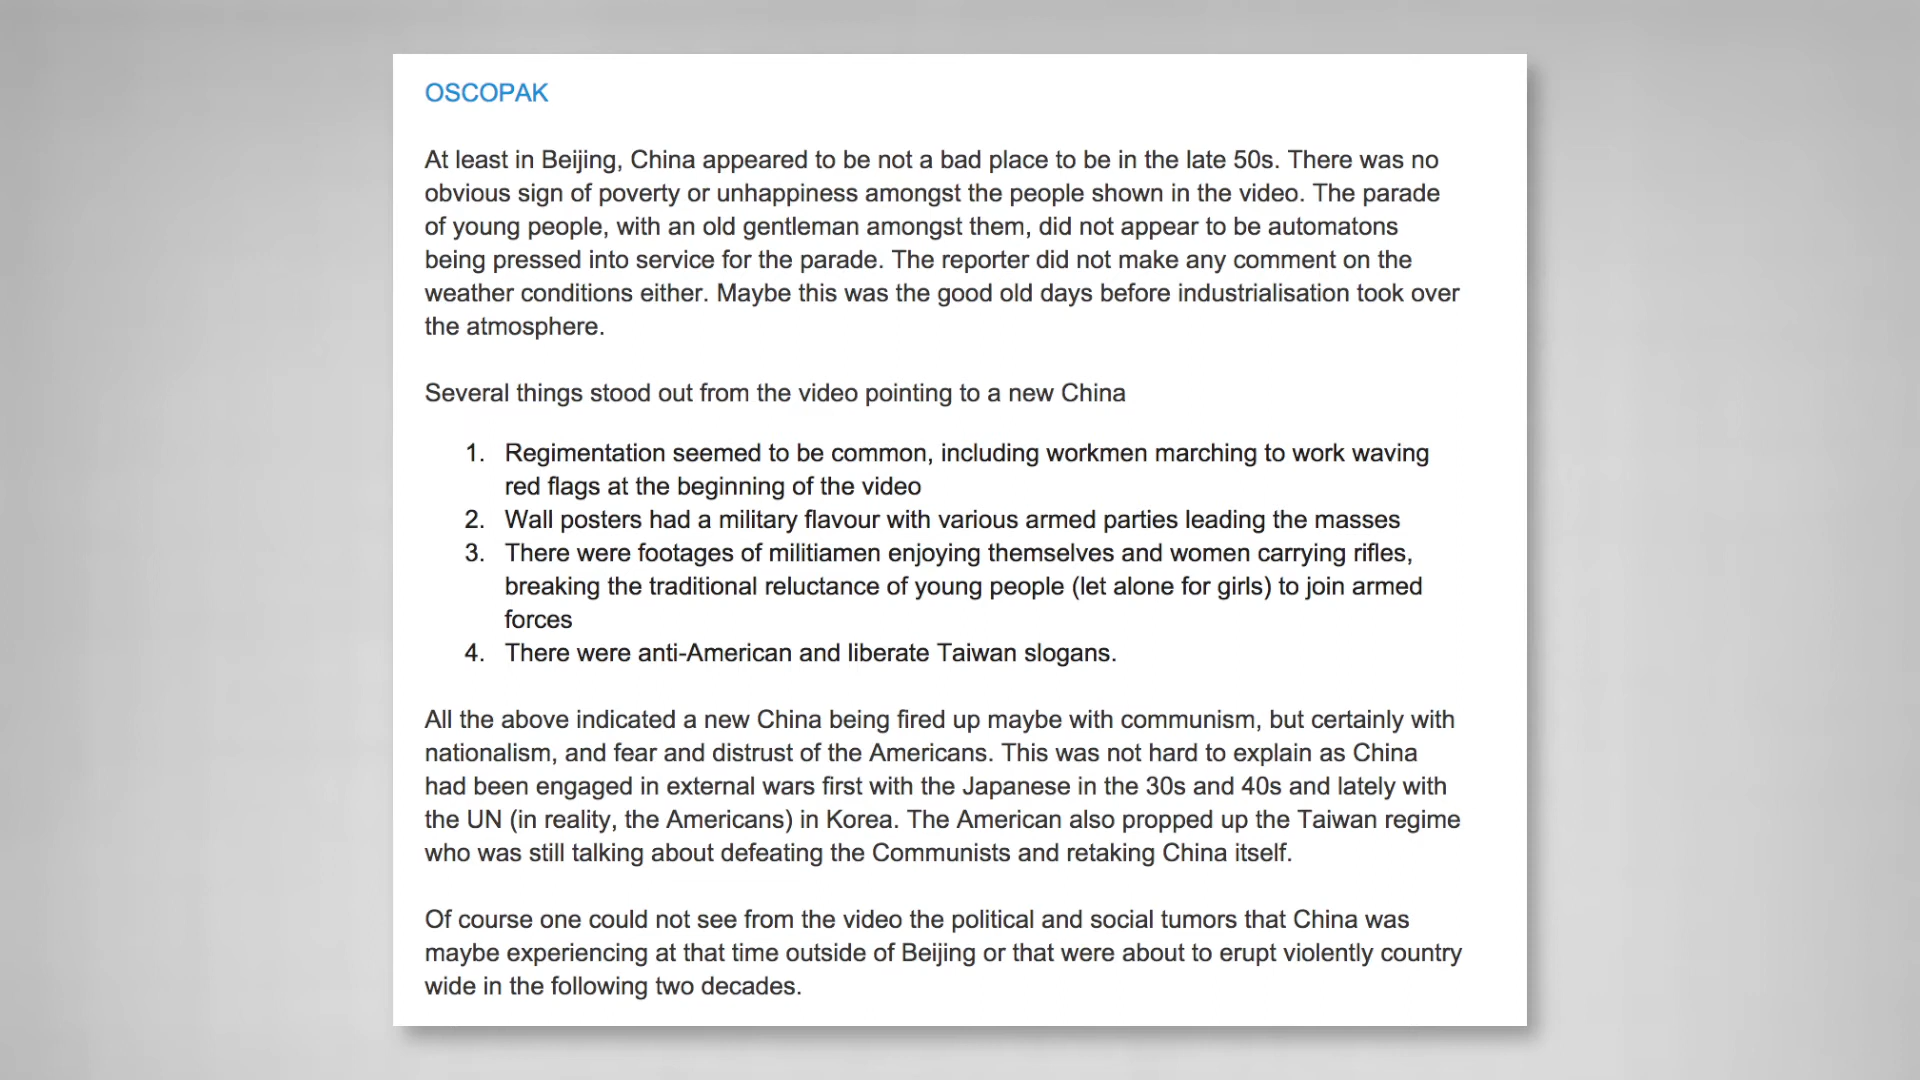 OSCOPAK
At least in Beijing, China appeared to be not a bad place to be in the late 50s. There was no
obvious sign of poverty or unhappiness amongst the people shown in the video. The parade
of young people, with an old gentleman amongst them, did not appear to be automatons
being pressed into service for the parade. The reporter did not make any comment on the
weather conditions either. Maybe this was the good old days before industrialisation took over
the atmosphere.
Several things stood out from the video pointing to a new China
1. Regimentation seemed to be common, including workmen marching to work waving
red flags at the beginning of the video
2. Wall posters had a military flavour with various armed parties leading the masses
3. There were footages of militiamen enjoying themselves and women carrying rifles,
breaking the traditional reluctance of young people (let alone for girls) to join armed
forces
4. There were anti-American and liberate Taiwan slogans.
All the above indicated a new China being fired up maybe with communism, but certainly with
nationalism, and fear and distrust of the Americans. This was not hard to explain as China
had been engaged in external wars first with the Japanese in the 30s and 40s and lately with
the UN (in reality, the Americans) in Korea. The American also propped up the Taiwan regime
who was still talking about defeating the Communists and retaking China itself.
Of course one could not see from the video the political and social tumors that China was
maybe experiencing at that time outside of Beijing or that were about to erupt violently country
wide in the following two decades.